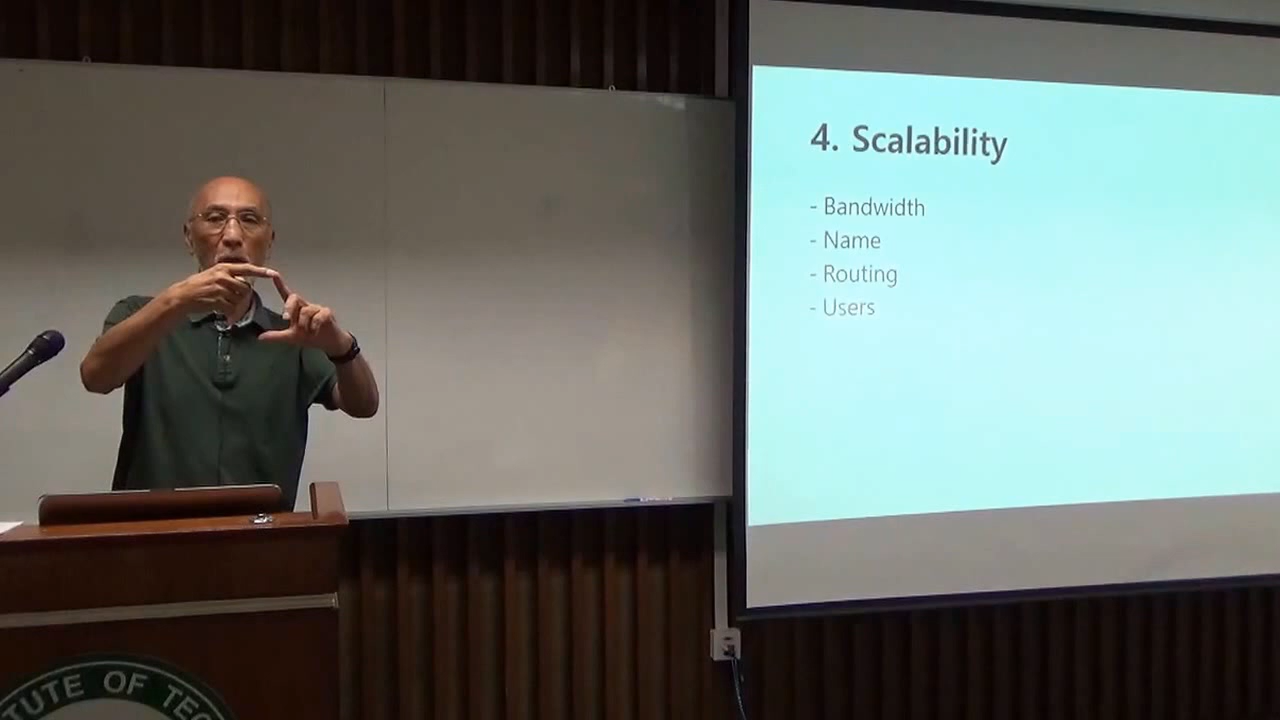 4. Scalability
- Bandwidth
- Name
- Routing
- Users
TUTE OF TEC